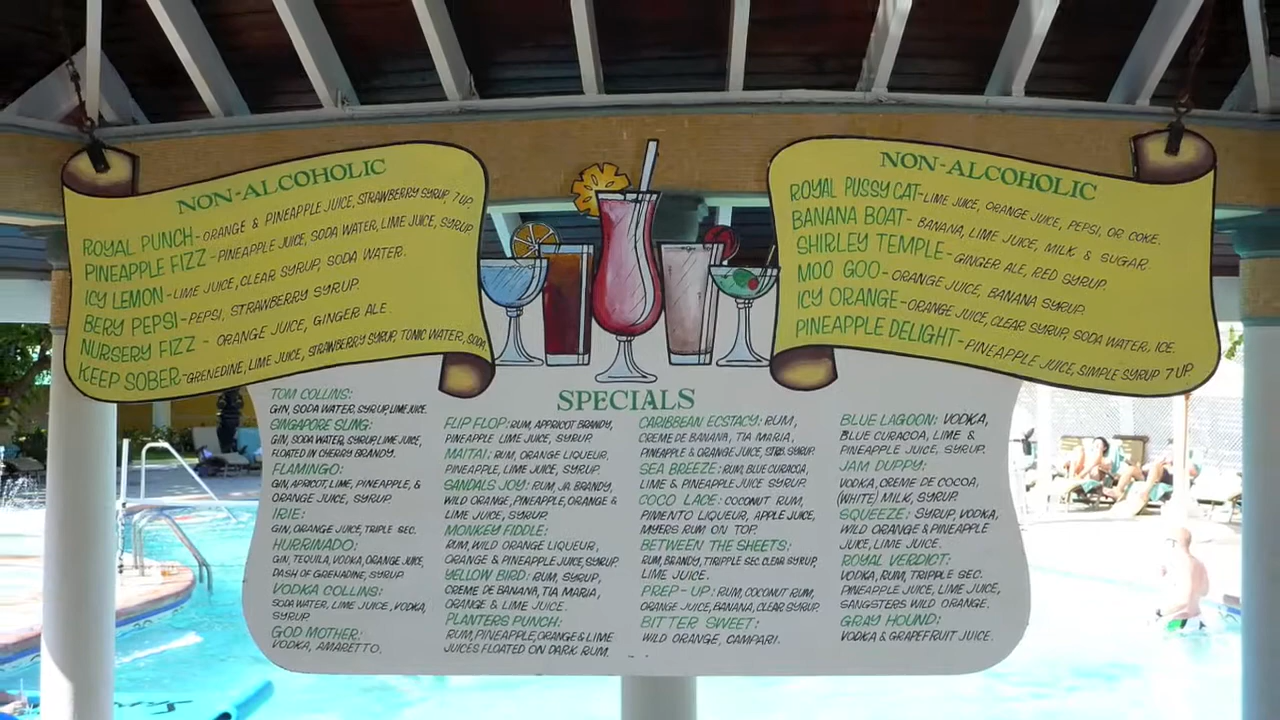 NON-ALCOHOLIC
ROYAL PUNCH-ORANGE & PINEAPPLE JUICE, STRAWBERRY SYRUP, 7 UP.
PINEAPPLE FIZZ-PINEAPPLE JUICE, SODA WATER, LIME JUICE, SYRUP
ICY LEMON-LIME JUICE, CLEAR SYRUP, SODA WATER.
BERY PEPSI-PEPSI, STRAWBERRY SYRUP.
NURSERY FIZZ - ORANGE JUICE, GINGER ALE.
KEEP SOBER-GRENEDINE, LIME JUICE, STRAWBERRY SYRUP, TONIC WATER, SODA.
NON-ALCOHOLIC
ROYAL PUSSY CAT-LIME JUICE, ORANGE JUICE, PEPSI, OR COKE.
BANANA BOAT- BANANA, LIME JUICE, MILK & SUGAR.
SHIRLEY TEMPLE-GINGER ALE, RED SYRUP.
MOO GOO-ORANGE JUICE, BANANA SYRUP.
ICY ORANGE-ORANGE JUICE, CLEAR SYRUP, SODA WATER, ICE.
PINEAPPLE DELIGHT-PINEAPPLE JUICE, SIMPLE SYRUP 7 UP.
SPECIALS
TOM COLLINS:
GIN, SODA WATER, SYRUP, LIME JUICE.
SINGAPORE SLING:
GIN, SODA WATER, SYRUP, LIME JUICE,
FLOATED IN CHERRY BRANDY.
FLAMINGO:
GIN, APRICOT, LIME, PINEAPPLE, &
ORANGE JUICE, SYRUP.
IRIE:
GIN, ORANGE JUICE, TRIPLE SEC.
HURRINADO:
GIN, TEQUILA, VODKA, ORANGE JUICE,
DASH OF GRENADINE, SYRUP.
VODKA COLLINS:
SODA WATER, LIME JUICE, VODKA,
SYRUP
GOD MOTHER:
VODKA, AMARETTO.
FLIP FLOP: RUM, APPRICOT BRANDY,
PINEAPPLE LIME JUICE, SYRUP.
MAITAI: RUM, ORANGE LIQUEUR,
PINEAPPLE, LIME JUICE, SYRUP.
SANDALS JOY: RUM, JA. BRANDY,
WILD ORANGE, PINEAPPLE, ORANGE &
LIME JUICE, SYRUP.
MONKEY FIDDLE:
RUM, WILD ORANGE LIQUEUR,
ORANGE & PINEAPPLE JUICE, SYRUP.
YELLOW BIRD: RUM, SYRUP,
CREME DE BANANA, TIA MARIA,
ORANGE & LIME JUICE.
PLANTERS PUNCH:
RUM, PINEAPPLE, ORANGE & LIME
JUICES FLOATED ON DARK RUM.
CARIBBEAN ECSTACY: RUM,
CREME DE BANANA, TIA MARIA,
PINEAPPLE & ORANGE JUICE, SYRUP.
SEA BREEZE: RUM, BLUE CURACOA,
LIME & PINEAPPLE JUICE SYRUP.
COCO LACE: COCONUT RUM,
PIMENTO LIQUEUR, APPLE JUICE,
MYERS RUM ON TOP.
BETWEEN THE SHEETS:
RUM, BRANDY, TRIPPLE SEC. CLEAR SYRUP,
LIME JUICE.
PREP-UP: RUM, COCONUT RUM,
ORANGE JUICE, BANANA, CLEAR SYRUP.
BITTER SWEET:
WILD ORANGE, CAMPARI.
BLUE LAGOON: VODKA,
BLUE CURACOA, LIME &
PINEAPPLE JUICE, SYRUP.
JAM DUPPY:
VODKA, CREME DE COCOA,
(WHITE) MILK, SYRUP.
SQUEEZE: SYRUP, VODKA,
WILD ORANGE & PINEAPPLE
JUICE, LIME JUICE.
ROYAL VERDICT:
VODKA, RUM, TRIPPLE SEC.
PINEAPPLE JUICE, LIME JUICE,
SANGSTERS WILD ORANGE.
GRAY HOUND:
VODKA & GRAPEFRUIT JUICE.